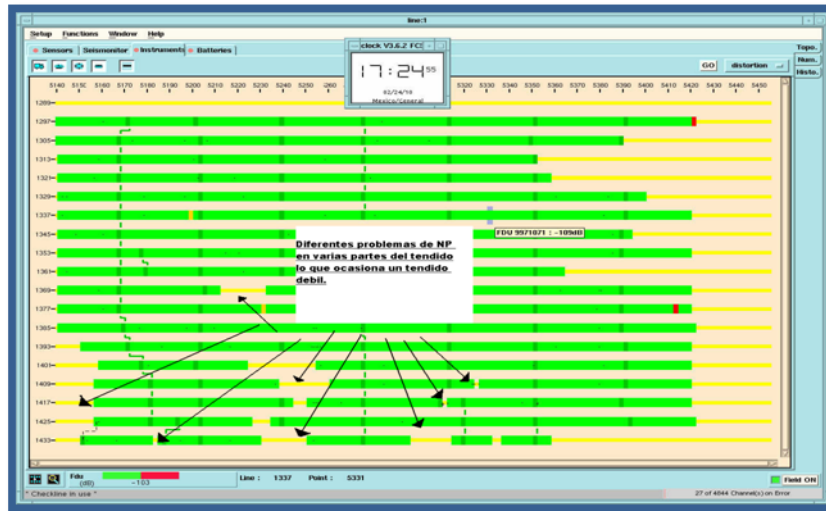 line:1
Setup Functions Window Help
Sensors Seismonitor Instruments Batteries
clock V3.6.2 FCS
17:24 55
Mexico/General
GO distortion
Topo.
Num.
Histo.
5140 5150 5160 5170 5180 5190 5200 5210 5220 5230 5240 5250 5260 5320 5330 5340 5350 5360 5370 5380 5390 5400 5410 5420 5430 5440 5450
1289
1297
1305
1313
1321
1329
1337
1345
1353
1361
1369
1377
1385
1393
1401
1409
1417
1425
1433
FDU 9971071 : -109dB
Diferentes problemas de NP
en varias partes del tendido
lo que ocasiona un tendido
debil.
Fdu
(dB)
-103
Line : 1337 Point : 5331
Field ON
" Checkline in use "
27 of 4844 Channel(s) on Error